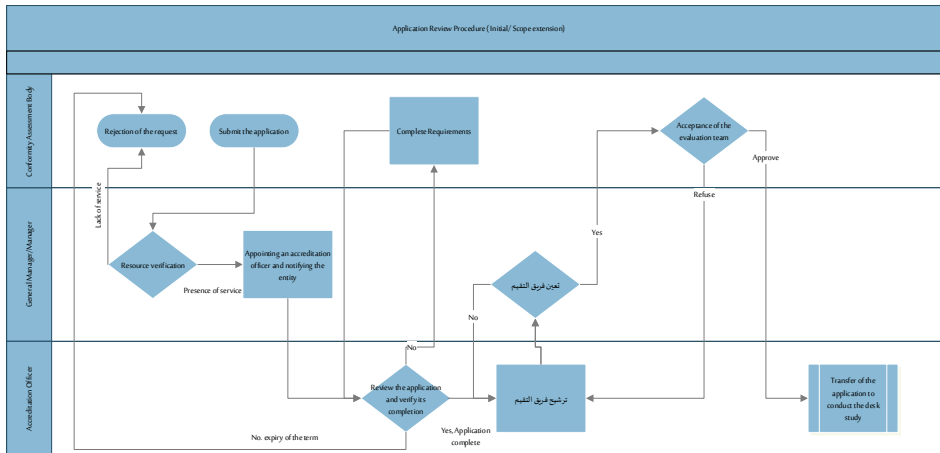 Application Review Procedure ( Initial/ Scope extension)
Conformity Assessment Body
Rejection of the request
Submit the application
Complete Requirements
Acceptance of the
evaluation team
Approve
Refuse
Lack of service
General Manager/Manager
Resource verification
Presence of service
Appointing an accreditation
officer and notifying the
entity
Yes
تعين فريق التقيم
No
No
Accreditation Officer
Review the application
and verify its
completion
Yes, Application
complete
ترشيح فريق التقيم
Transfer of the
application to
conduct the desk
study
No. expiry of the term